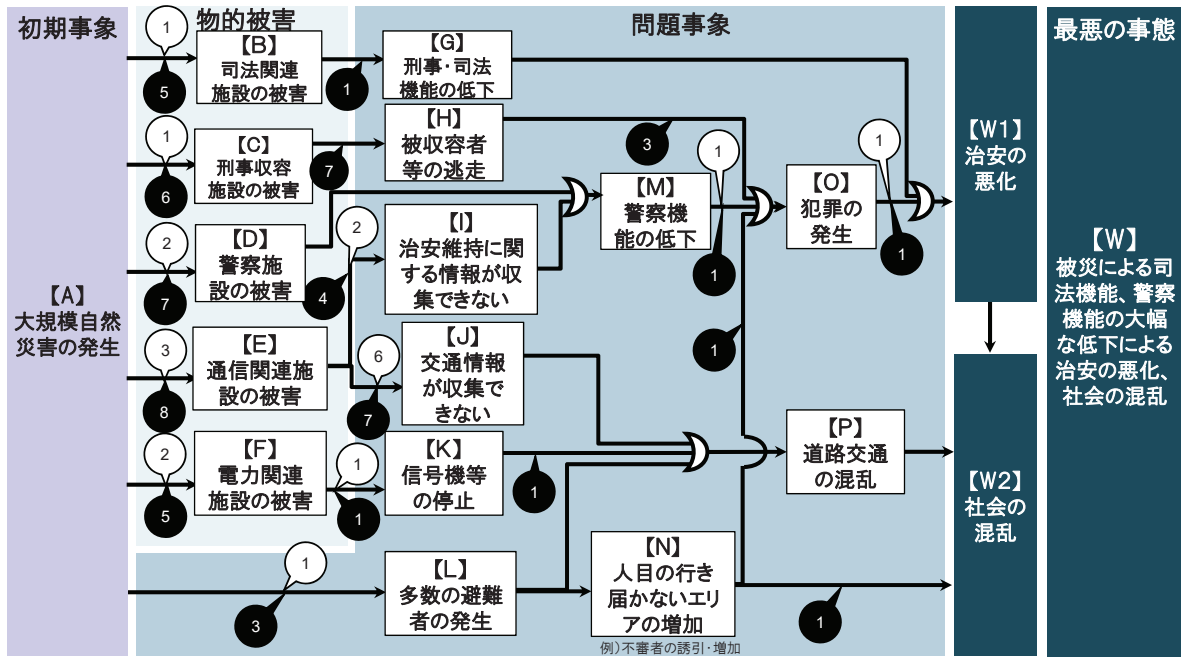 初期事象
物的被害
問題事象
最悪の事態
【A】
大規模自然
災害の発生
1
5
【B】
司法関連
施設の被害
1
【G】
刑事・司法
機能の低下
1
6
【C】
刑事収容
施設の被害
7
【H】
被収容者
等の逃走
3
2
7
【D】
警察施
設の被害
2
4
【I】
治安維持に関
する情報が収
集できない
【M】
警察機
能の低下
1
1
【O】
犯罪の
発生
1
1
3
8
【E】
通信関連施
設の被害
6
7
【J】
交通情報
が収集で
きない
1
2
5
【F】
電力関連
施設の被害
1
1
【K】
信号機等
の停止
1
【P】
道路交通
の混乱
1
3
【L】
多数の避難
者の発生
【N】
人目の行き
届かないエリ
アの増加
例）不審者の誘引・増加
1
【W1】
治安の
悪化
【W2】
社会の
混乱
【W】
被災による司
法機能、警察
機能の大幅
な低下による
治安の悪化、
社会の混乱